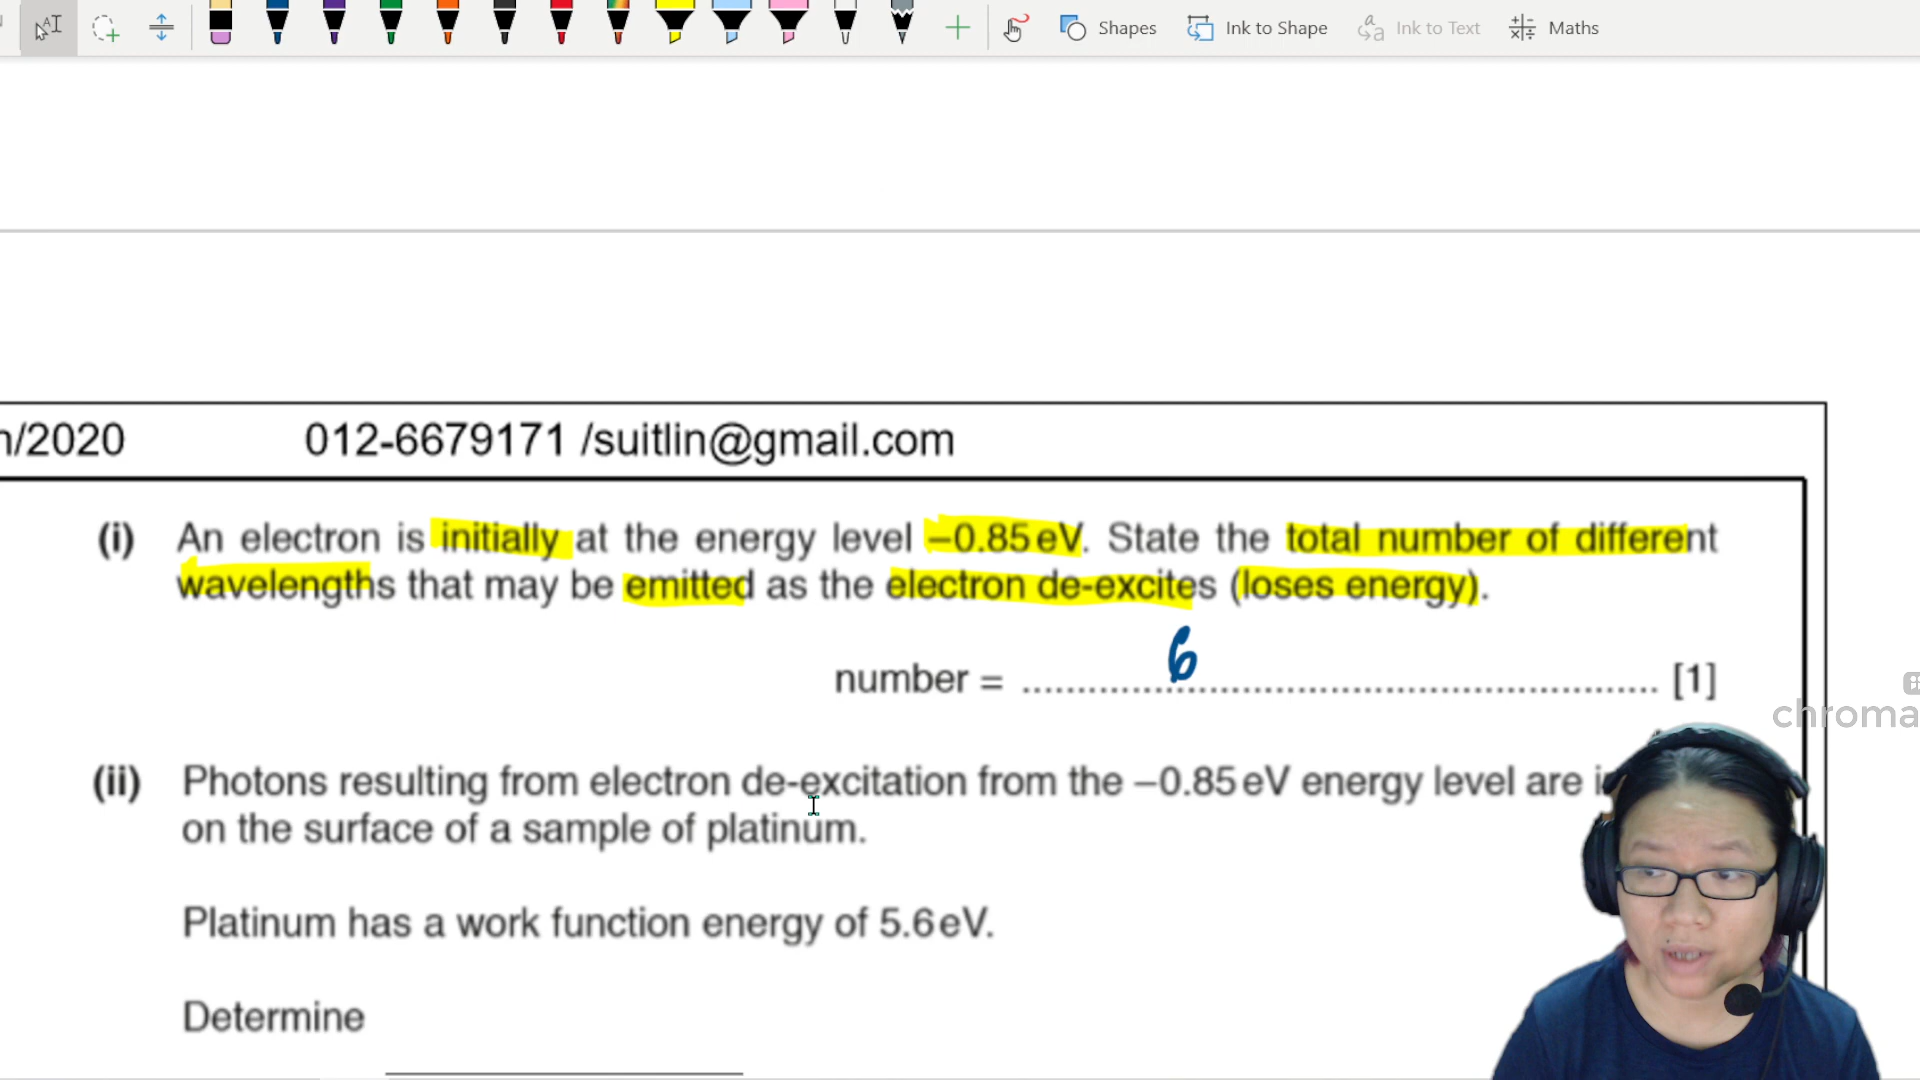 Shapes
Ink to Shape
Ink to Text
Maths
n/2020 012-6679171 /suitlin@gmail.com
(i) An electron is initially at the energy level −0.85 eV. State the total number of different
wavelengths that may be emitted as the electron de-excites (loses energy).
6
number = .......................................................... [1]
chroma
(ii) Photons resulting from electron de-excitation from the −0.85 eV energy level are
on the surface of a sample of platinum.
Platinum has a work function energy of 5.6 eV.
Determine